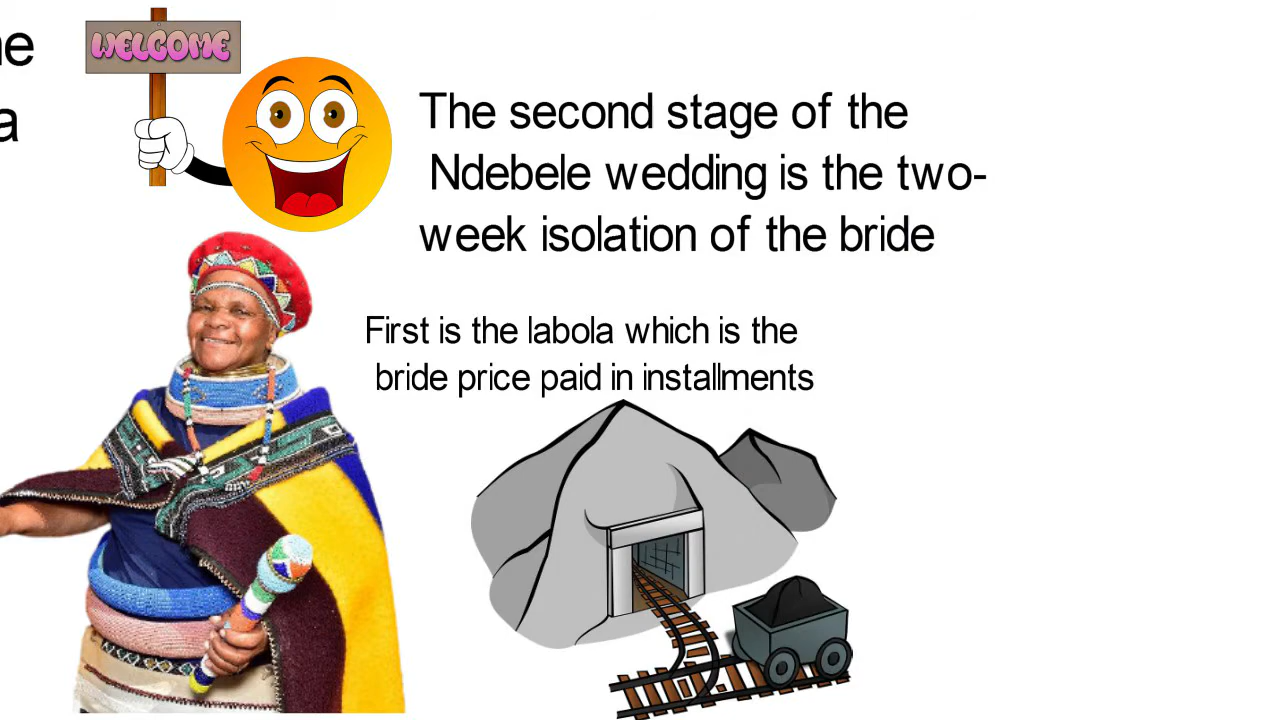 WELCOME
The second stage of the
Ndebele wedding is the two-
week isolation of the bride
First is the labola which is the
bride price paid in installments